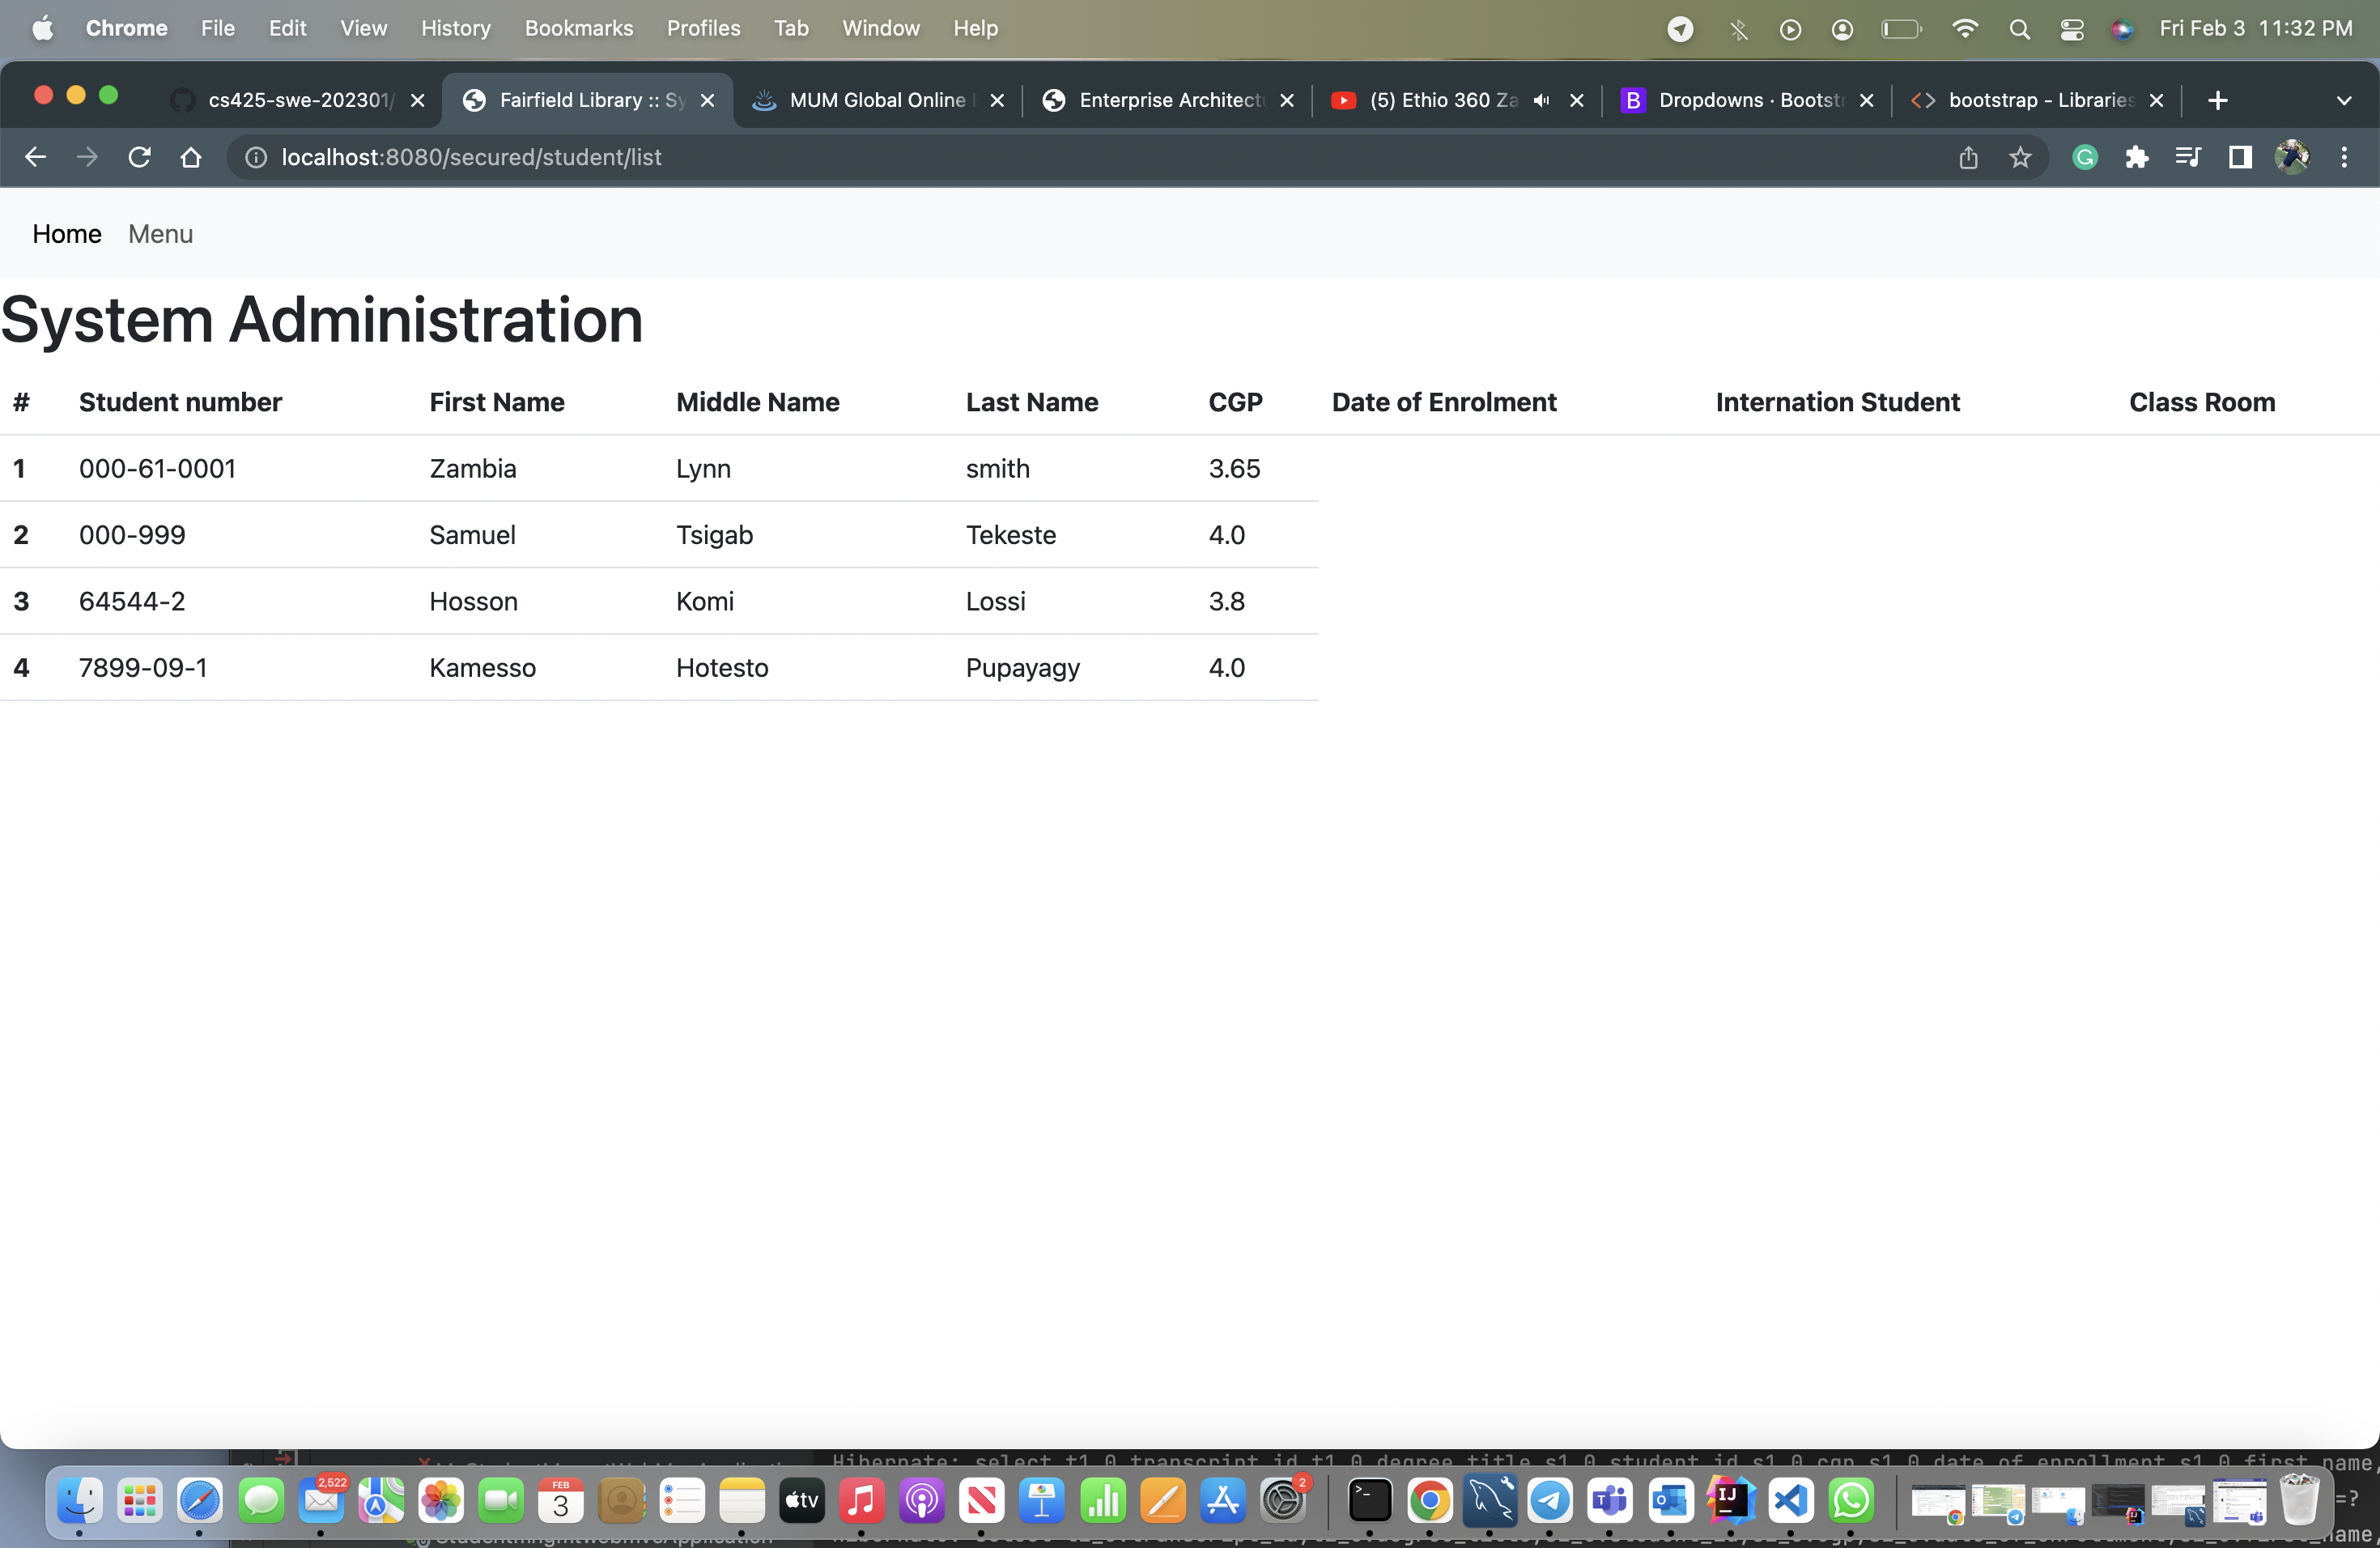 Chrome File Edit View History Bookmarks Profiles Tab Window Help Fri Feb 3 11:32 PM
cs425-swe-202301/ Fairfield Library :: Sy MUM Global Online Enterprise Architect (5) Ethio 360 Za B Dropdowns · Bootst bootstrap - Libraries
localhost:8080/secured/student/list
Home Menu
System Administration
# Student number First Name Middle Name Last Name CGP Date of Enrolment Internation Student Class Room
1 000-61-0001 Zambia Lynn smith 3.65
2 000-999 Samuel Tsigab Tekeste 4.0
3 64544-2 Hosson Komi Lossi 3.8
4 7899-09-1 Kamesso Hotesto Pupayagy 4.0
Hibernate: select t1_0.transcript_id,t1_0.degree_title,s1_0.student_id,s1_0.cgp,s1_0.date_of_enrollment,s1_0.first_name,
2,522 FEB 3 tv 2 IJ
=?